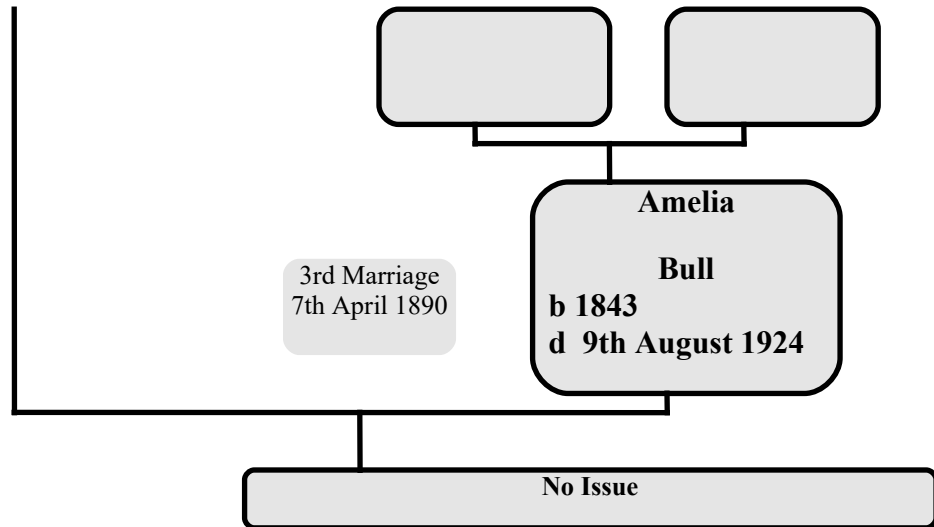 Amelia
Bull
b 1843
d 9th August 1924
3rd Marriage
7th April 1890
No Issue